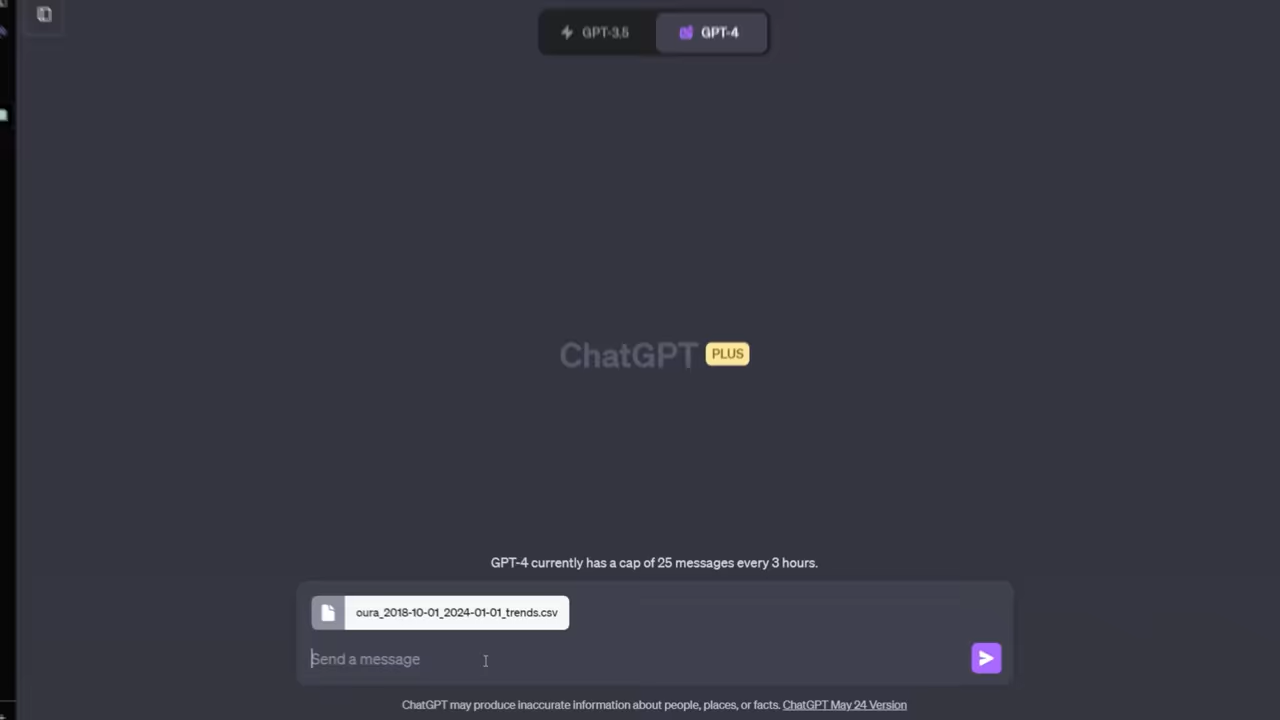 GPT-3.5 GPT-4
ChatGPT PLUS
GPT-4 currently has a cap of 25 messages every 3 hours.
oura_2018-10-01_2024-01-01_trends.csv
Send a message
ChatGPT may produce inaccurate information about people, places, or facts. ChatGPT May 24 Version